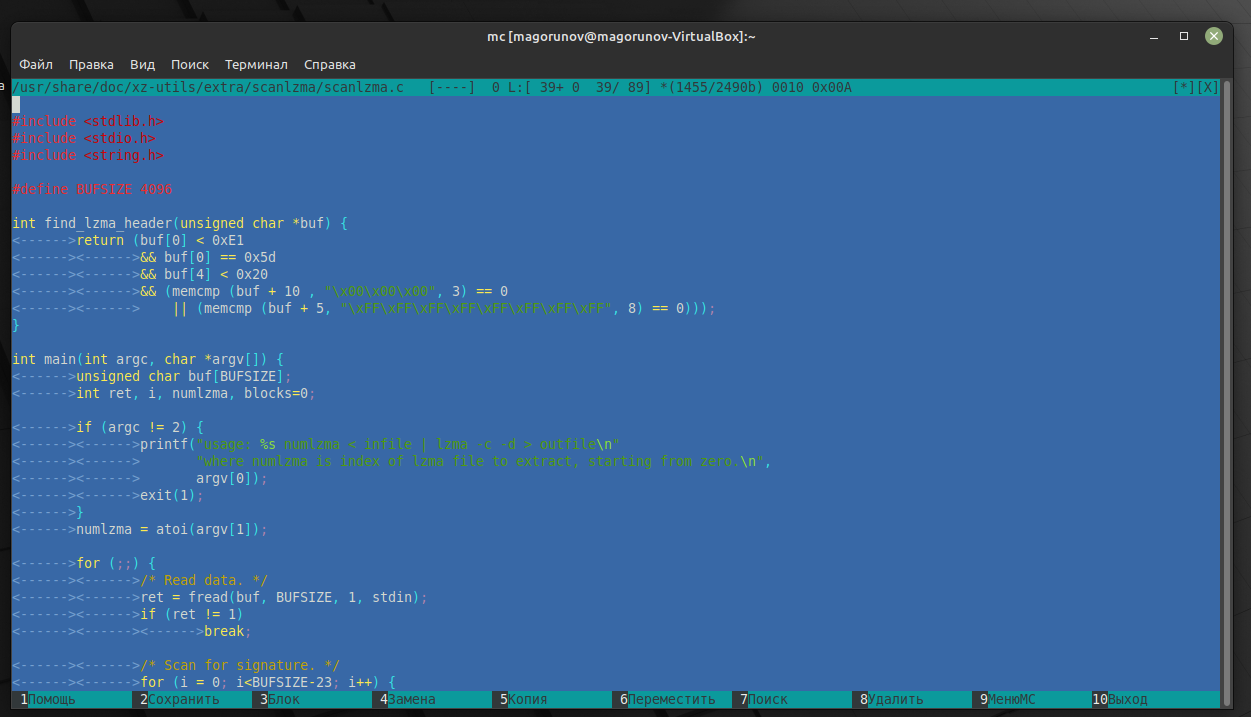 mc [magorunov@magorunov-VirtualBox]:~
Файл Правка Вид Поиск Терминал Справка
а
/usr/share/doc/xz-utils/extra/scanlzma/scanlzma.c [----] 0 L:[ 39+ 0 39/ 89] *(1455/2490b) 0010 0x00A [*][X]
#include <stdlib.h>
#include <stdio.h>
#include <string.h>
#define BUFSIZE 4096
int find_lzma_header(unsigned char *buf) {
<------>return (buf[0] < 0xE1
<------><------>&& buf[0] == 0x5d
<------><------>&& buf[4] < 0x20
<------><------>&& (memcmp (buf + 10 , "\x00\x00\x00", 3) == 0
<------><------>    || (memcmp (buf + 5, "\xFF\xFF\xFF\xFF\xFF\xFF\xFF\xFF", 8) == 0)));
}
int main(int argc, char *argv[]) {
<------>unsigned char buf[BUFSIZE];
<------>int ret, i, numlzma, blocks=0;
<------>if (argc != 2) {
<------><------>printf("usage: %s numlzma < infile | lzma -c -d > outfile\n"
<------><------>       "where numlzma is index of lzma file to extract, starting from zero.\n",
<------><------>       argv[0]);
<------><------>exit(1);
<------>}
<------>numlzma = atoi(argv[1]);
<------>for (;;) {
<------><------>/* Read data. */
<------><------>ret = fread(buf, BUFSIZE, 1, stdin);
<------><------>if (ret != 1)
<------><------><------>break;
<------><------>/* Scan for signature. */
<------><------>for (i = 0; i<BUFSIZE-23; i++) {
1Помощь 2Сохранить 3Блок 4Замена 5Копия 6Переместить 7Поиск 8Удалить 9МенюMC 10Выход